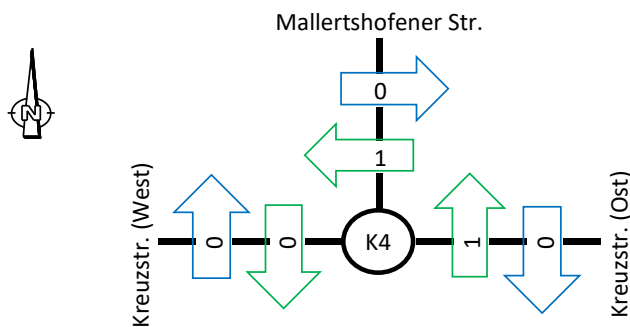 Mallertshofener Str.
0
N
1
Kreuzstr. (West)
0
0
K4
1
0
Kreuzstr. (Ost)